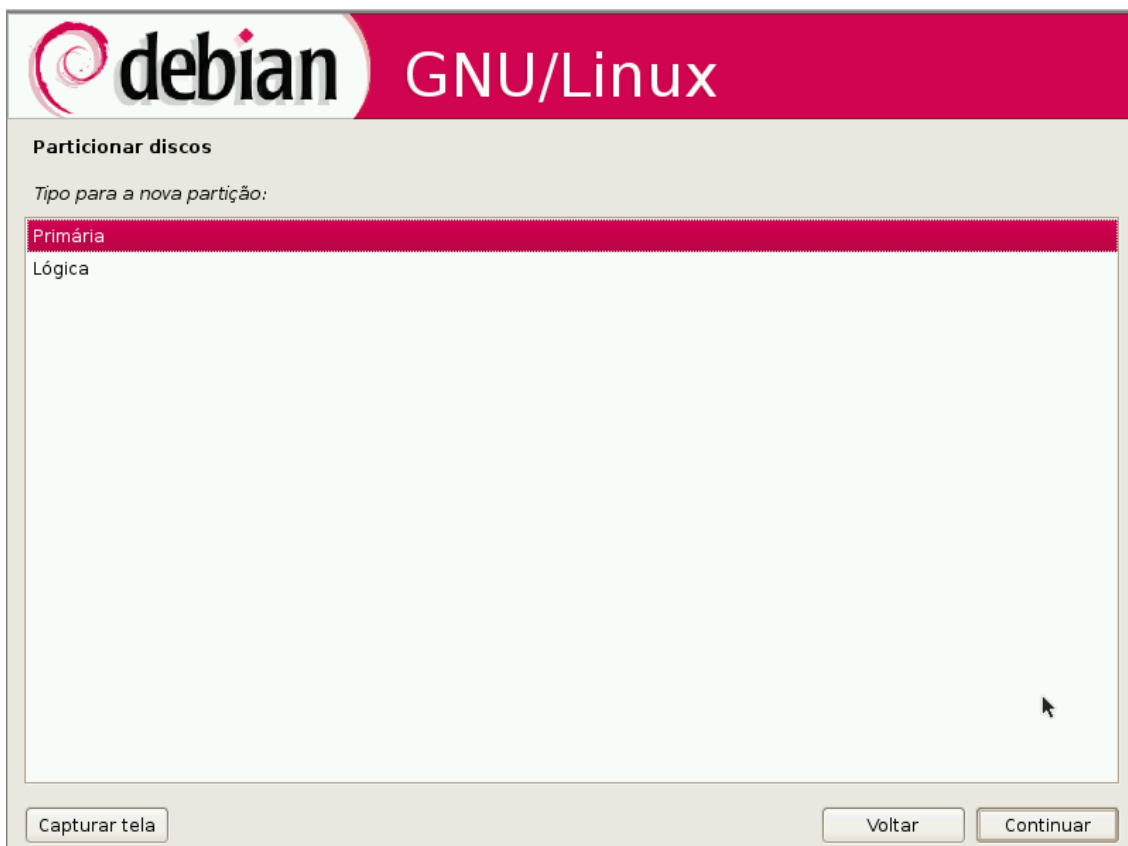 debian GNU/Linux
Particionar discos
Tipo para a nova partição:
Primária
Lógica
Capturar tela Voltar Continuar